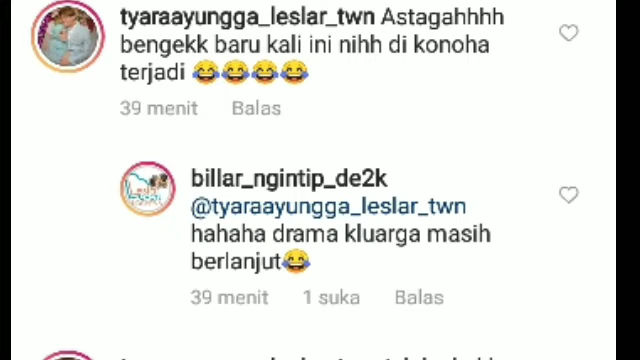 tyaraayungga_leslar_twn Astagahhhh
bengekk baru kali ini nihh di konoha
terjadi 😂😂😂😂
39 menit Balas
billar_ngintip_de2k
@tyaraayungga_leslar_twn
hahaha drama kluarga masih
berlanjut😂
39 menit 1 suka Balas